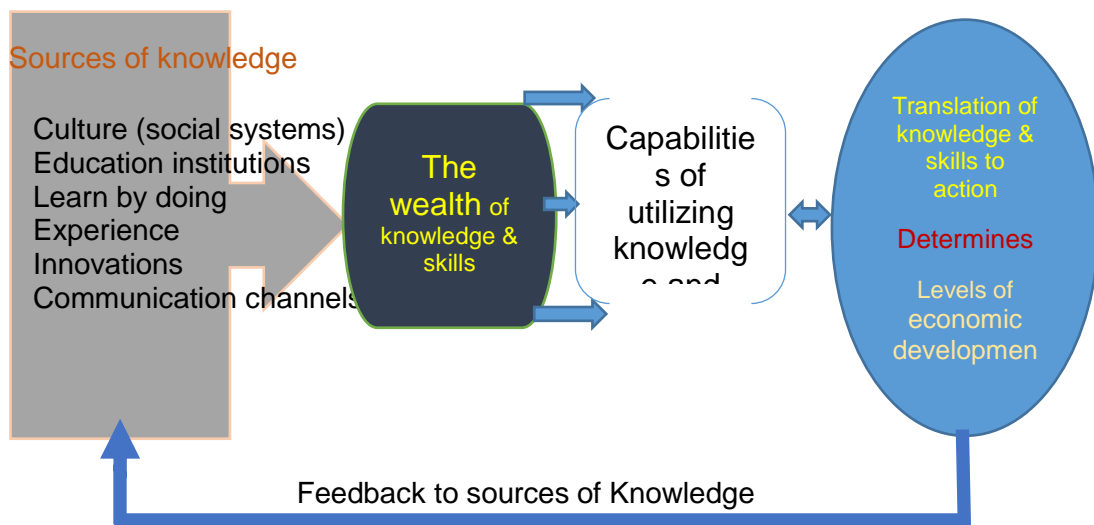 Sources of knowledge
Culture (social systems)
Education institutions
Learn by doing
Experience
Innovations
Communication channels
The
wealth of
knowledge &
skills
Capabilitie
s of
utilizing
knowledg
e and
Translation of
knowledge &
skills to
action
Determines
Levels of
economic
developmen
Feedback to sources of Knowledge